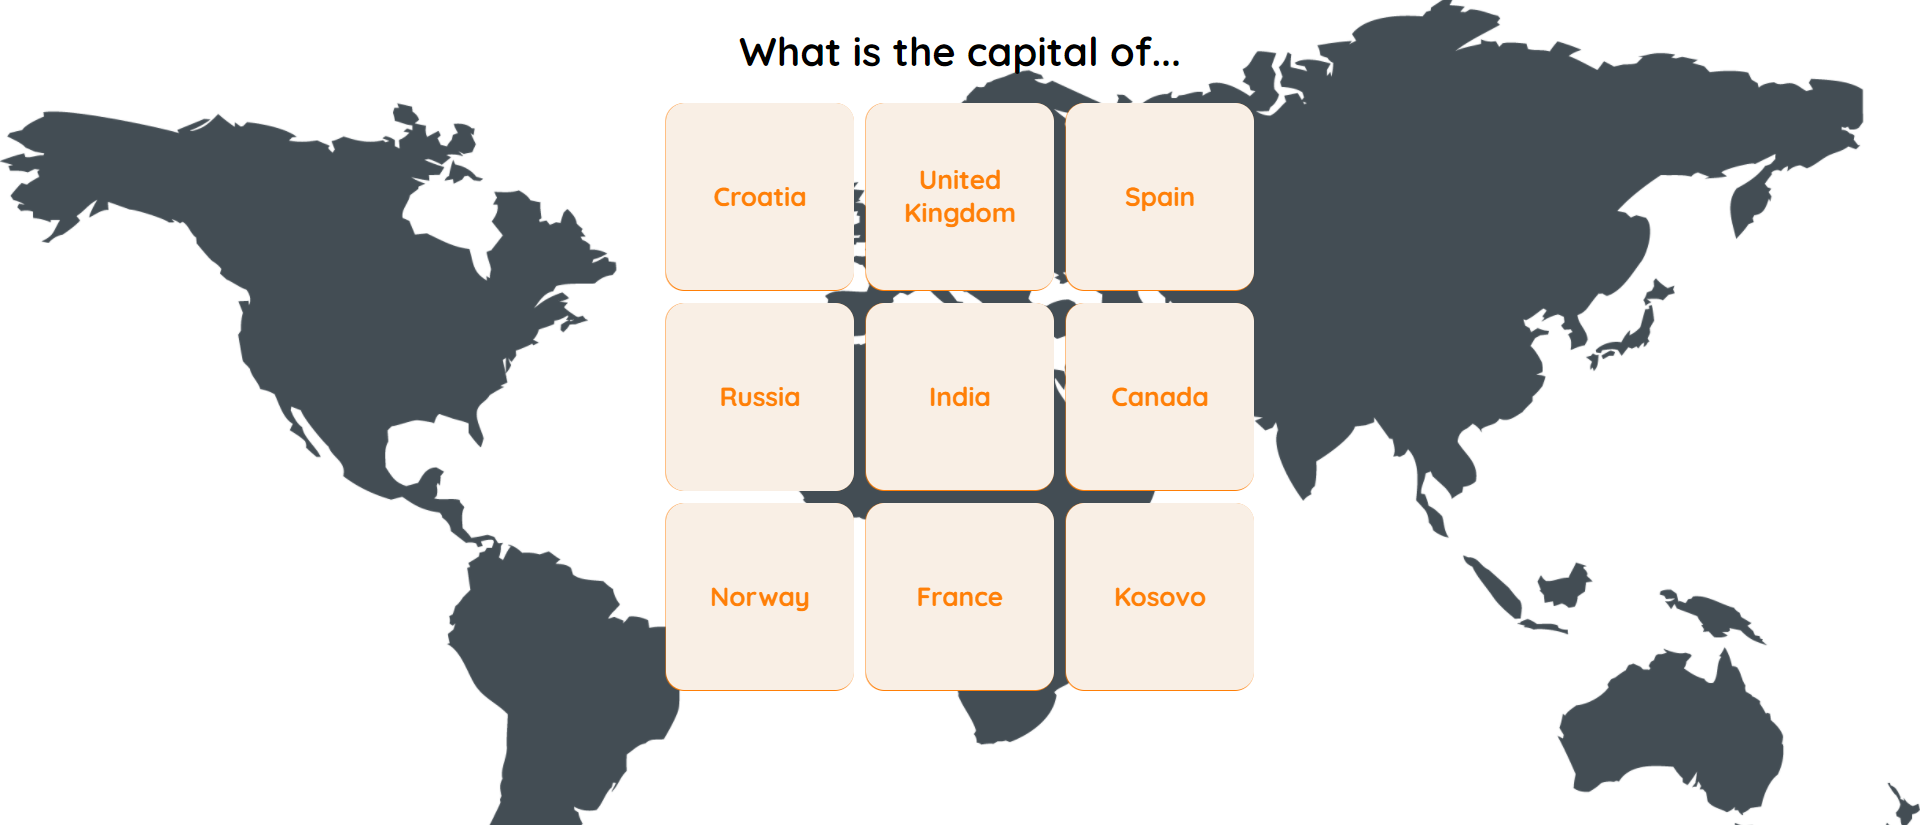 What is the capital of...
Croatia
United
Kingdom
Spain
Russia
India
Canada
Norway
France
Kosovo